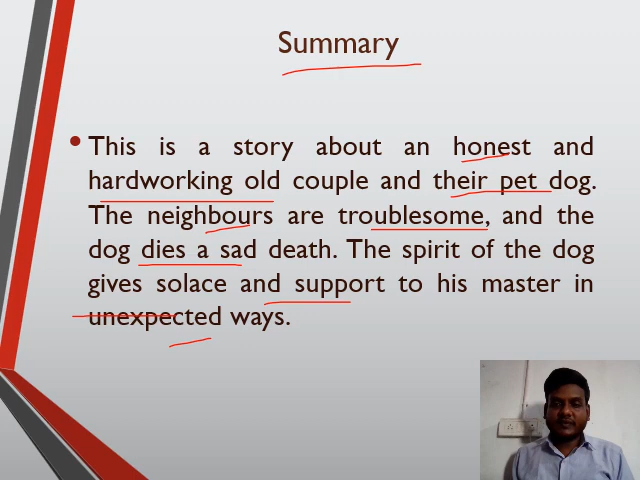 Summary
• This is a story about an honest and
hardworking old couple and their pet dog.
The neighbours are troublesome, and the
dog dies a sad death. The spirit of the dog
gives solace and support to his master in
unexpected ways.